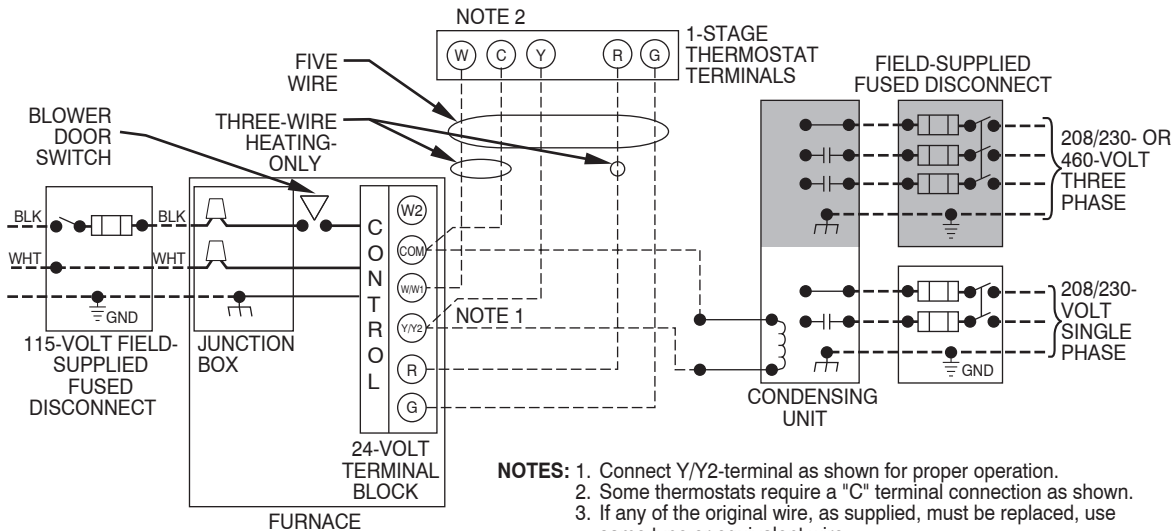 NOTE 2
W C Y R G
1-STAGE
THERMOSTAT
TERMINALS
FIVE
WIRE
THREE-WIRE
HEATING-
ONLY
BLOWER
DOOR
SWITCH
FIELD-SUPPLIED
FUSED DISCONNECT
208/230- OR
460-VOLT
THREE
PHASE
BLK
BLK
WHT
WHT
GND
115-VOLT FIELD-
SUPPLIED
FUSED
DISCONNECT
JUNCTION
BOX
CONTROL
W2
COM
W/W1
Y/Y2
R
G
NOTE 1
24-VOLT
TERMINAL
BLOCK
FURNACE
208/230-
VOLT
SINGLE
PHASE
GND
CONDENSING
UNIT
NOTES: 1. Connect Y/Y2-terminal as shown for proper operation.
2. Some thermostats require a "C" terminal connection as shown.
3. If any of the original wire, as supplied, must be replaced, use